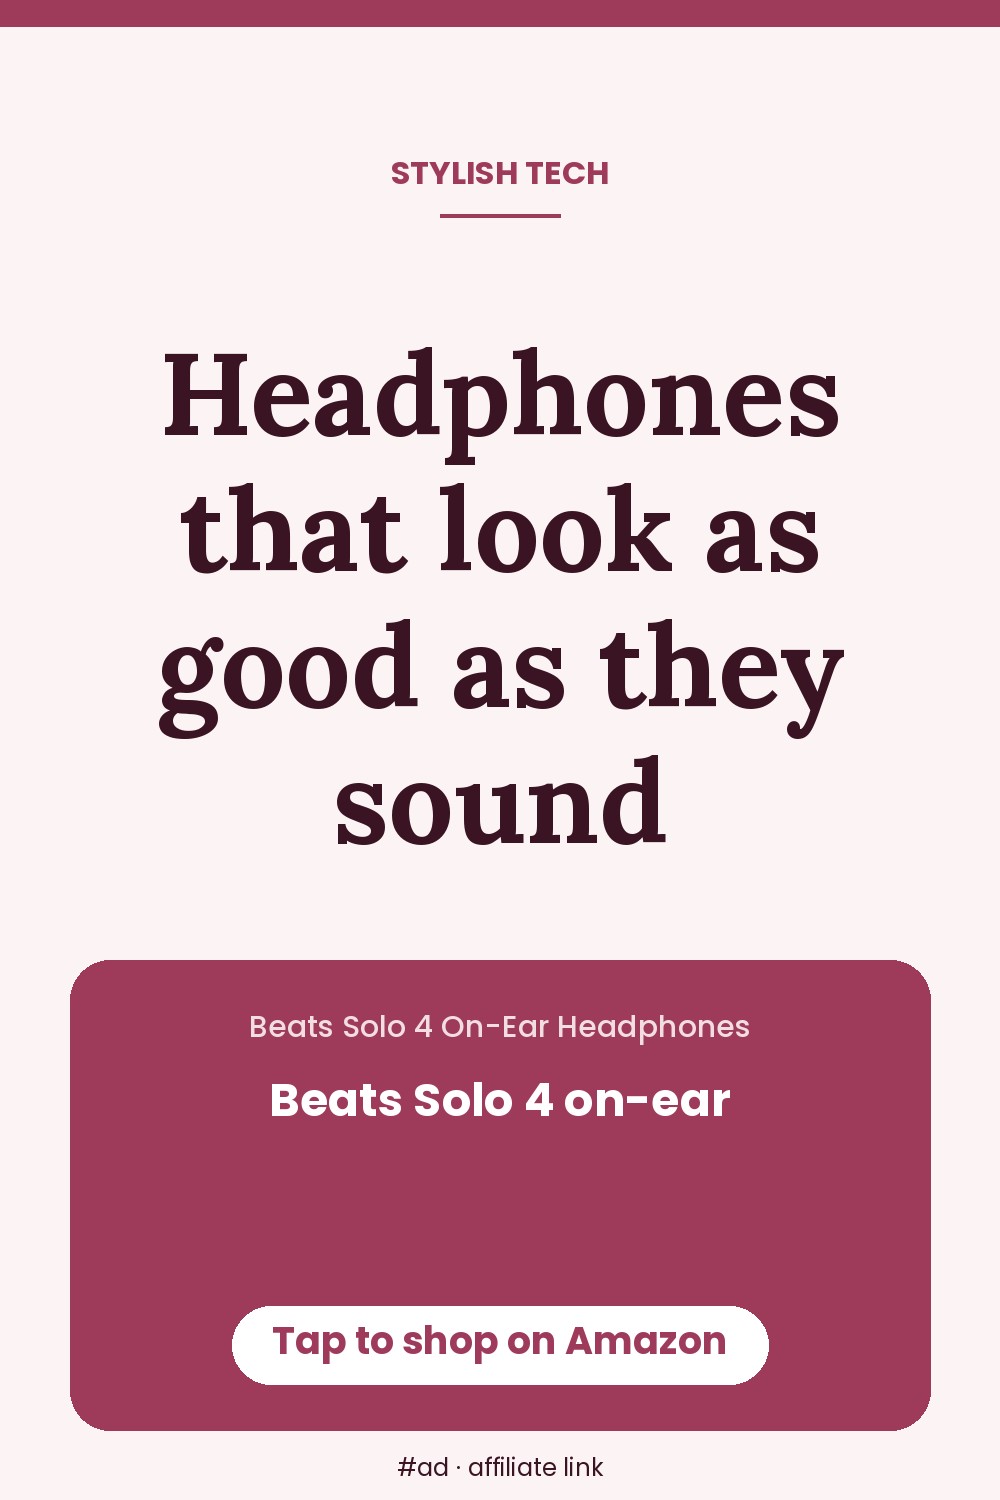 STYLISH TECH
Headphones
that look as
good as they
sound
Beats Solo 4 On-Ear Headphones
Beats Solo 4 on-ear
Tap to shop on Amazon
#ad · affiliate link